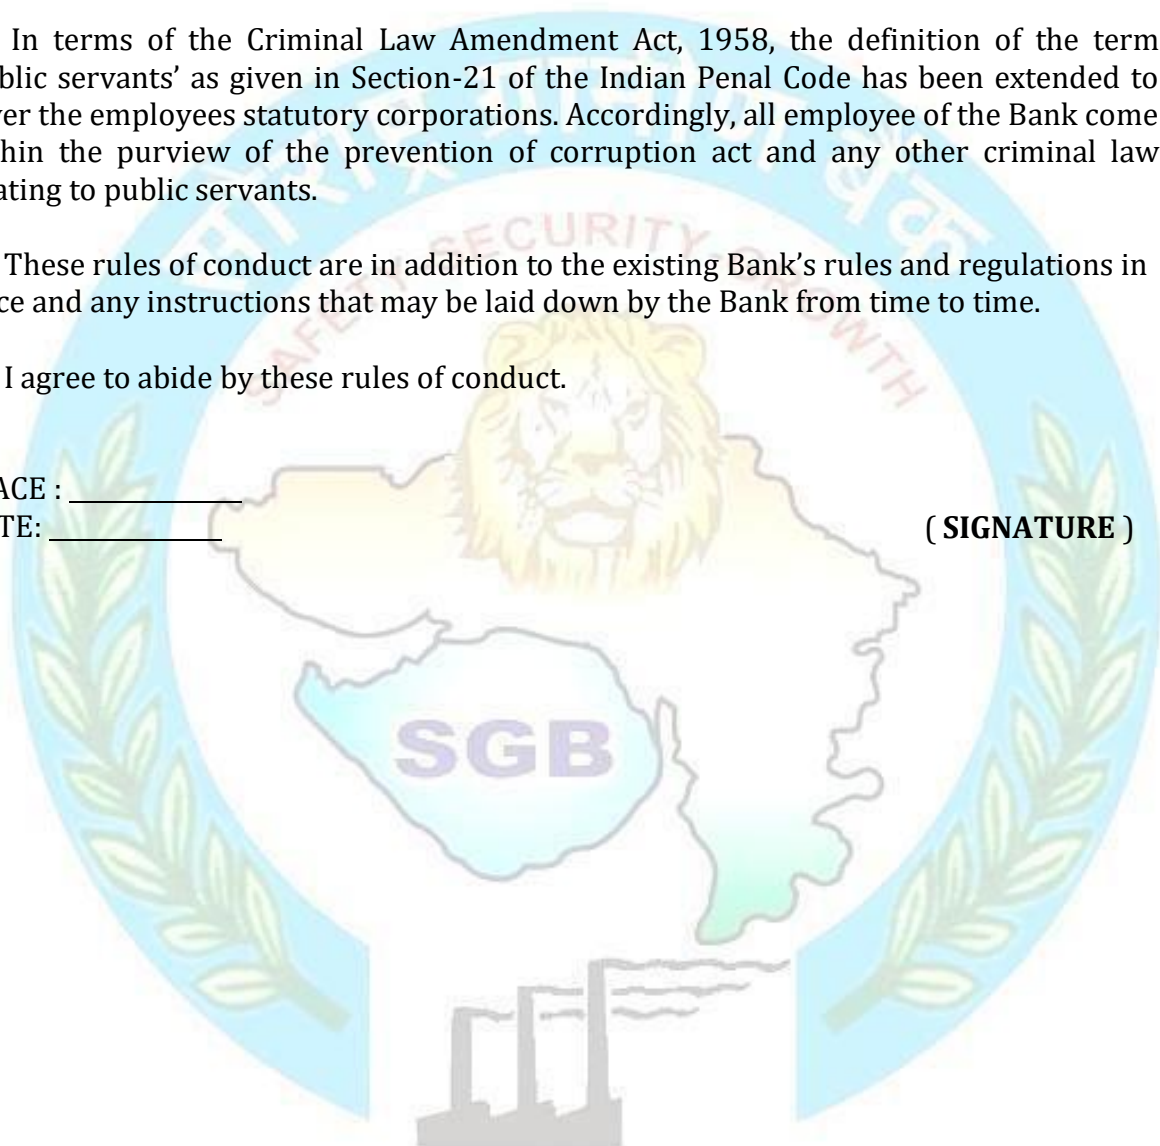 In terms of the Criminal Law Amendment Act, 1958, the definition of the term
blic servants’ as given in Section-21 of the Indian Penal Code has been extended to
ver the employees statutory corporations. Accordingly, all employee of the Bank come
hin the purview of the prevention of corruption act and any other criminal law
ating to public servants.
These rules of conduct are in addition to the existing Bank’s rules and regulations in
ce and any instructions that may be laid down by the Bank from time to time.
I agree to abide by these rules of conduct.
ACE : ____________
TE: ____________ ( SIGNATURE )
सौराष्ट्र ग्रामीण बैंक
SAFETY, SECURITY, GROWTH
SGB